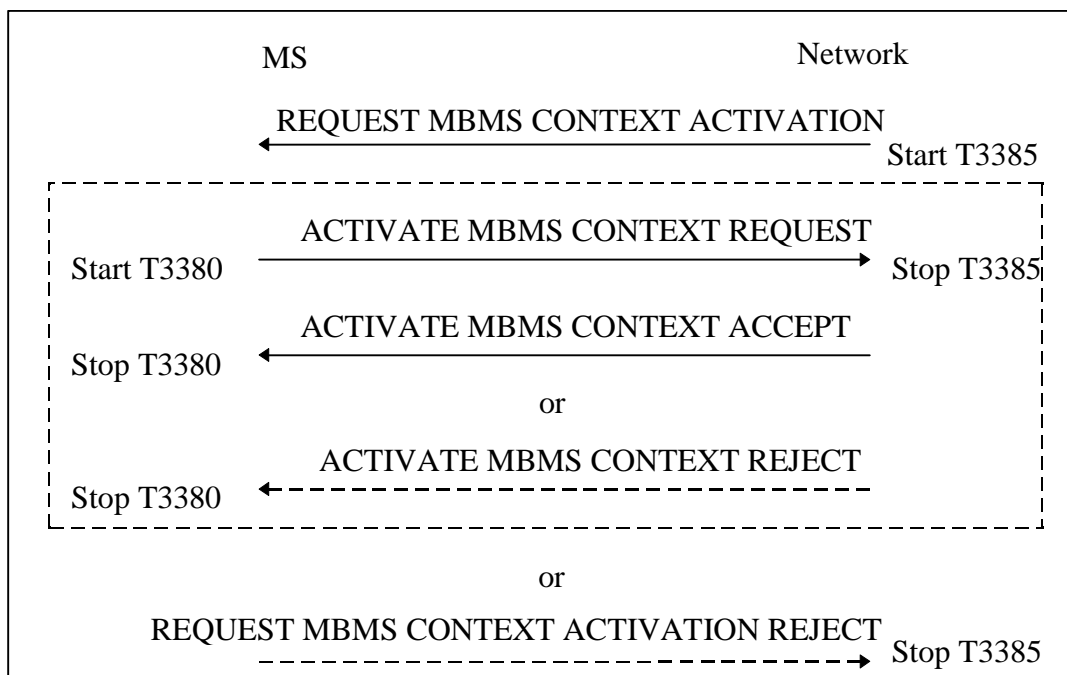 MS Network
REQUEST MBMS CONTEXT ACTIVATION
Start T3385
ACTIVATE MBMS CONTEXT REQUEST
Start T3380 Stop T3385
ACTIVATE MBMS CONTEXT ACCEPT
Stop T3380
or
ACTIVATE MBMS CONTEXT REJECT
Stop T3380
or
REQUEST MBMS CONTEXT ACTIVATION REJECT
Stop T3385